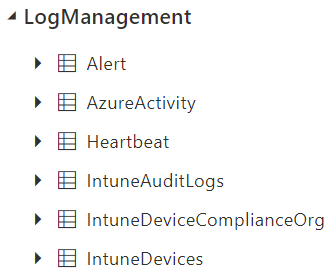 LogManagement
Alert
AzureActivity
Heartbeat
IntuneAuditLogs
IntuneDeviceComplianceOrg
IntuneDevices